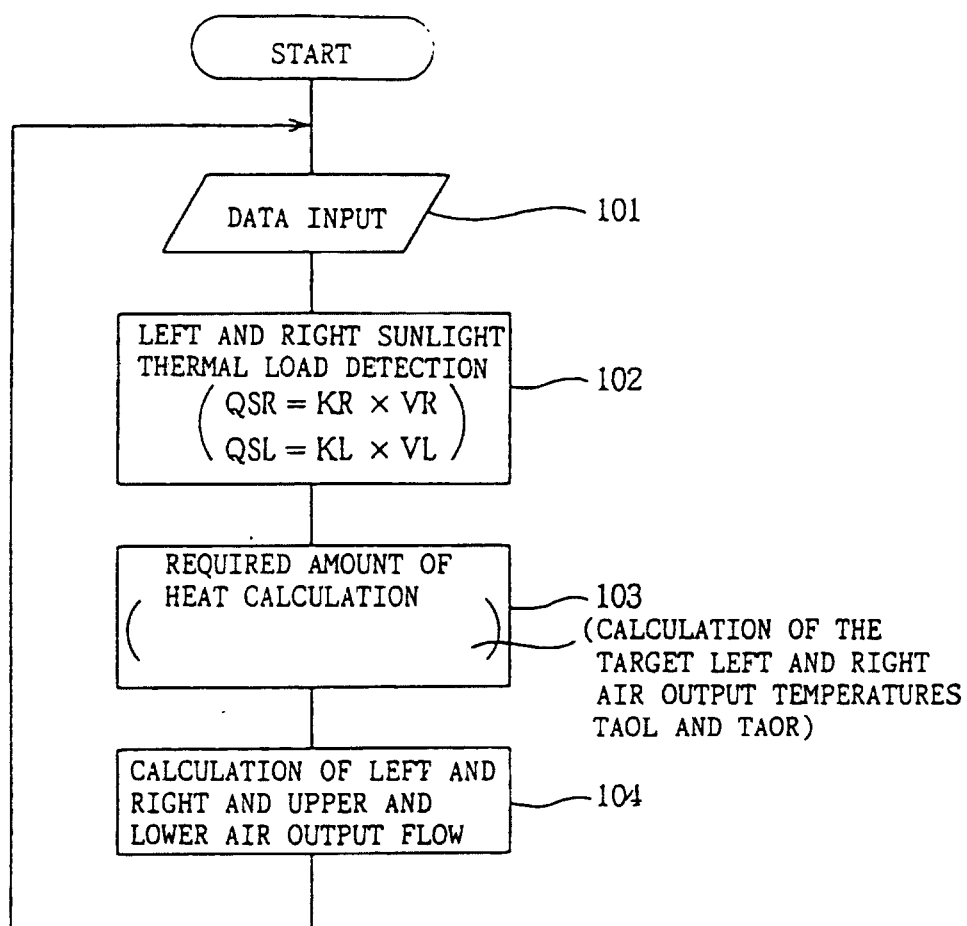 START
DATA INPUT
101
LEFT AND RIGHT SUNLIGHT
THERMAL LOAD DETECTION
(QSR = KR × VR
QSL = KL × VL)
102
REQUIRED AMOUNT OF
HEAT CALCULATION
( )
103
(CALCULATION OF THE
TARGET LEFT AND RIGHT
AIR OUTPUT TEMPERATURES
TAOL AND TAOR)
CALCULATION OF LEFT AND
RIGHT AND UPPER AND
LOWER AIR OUTPUT FLOW
104